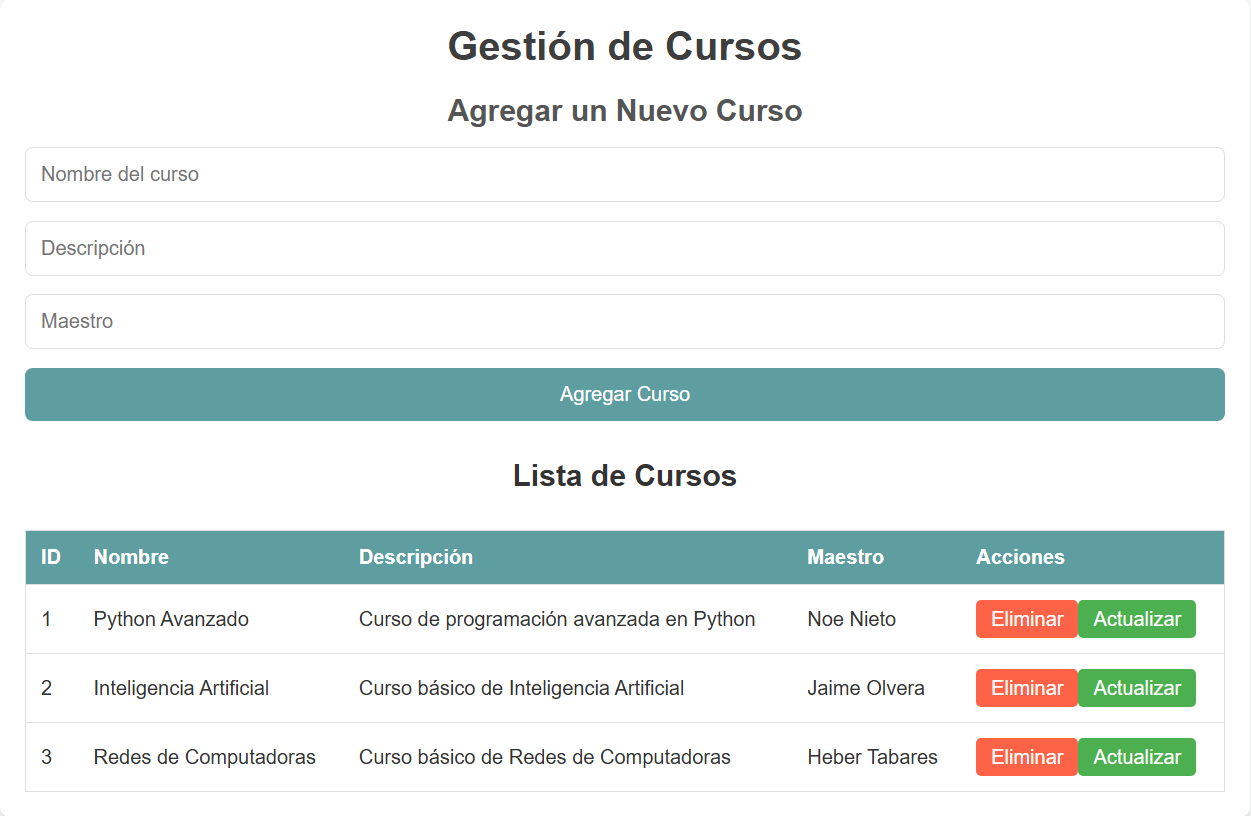 Gestión de Cursos
Agregar un Nuevo Curso
Nombre del curso
Descripción
Maestro
Agregar Curso
Lista de Cursos
ID Nombre Descripción Maestro Acciones
1 Python Avanzado Curso de programación avanzada en Python Noe Nieto Eliminar Actualizar
2 Inteligencia Artificial Curso básico de Inteligencia Artificial Jaime Olvera Eliminar Actualizar
3 Redes de Computadoras Curso básico de Redes de Computadoras Heber Tabares Eliminar Actualizar